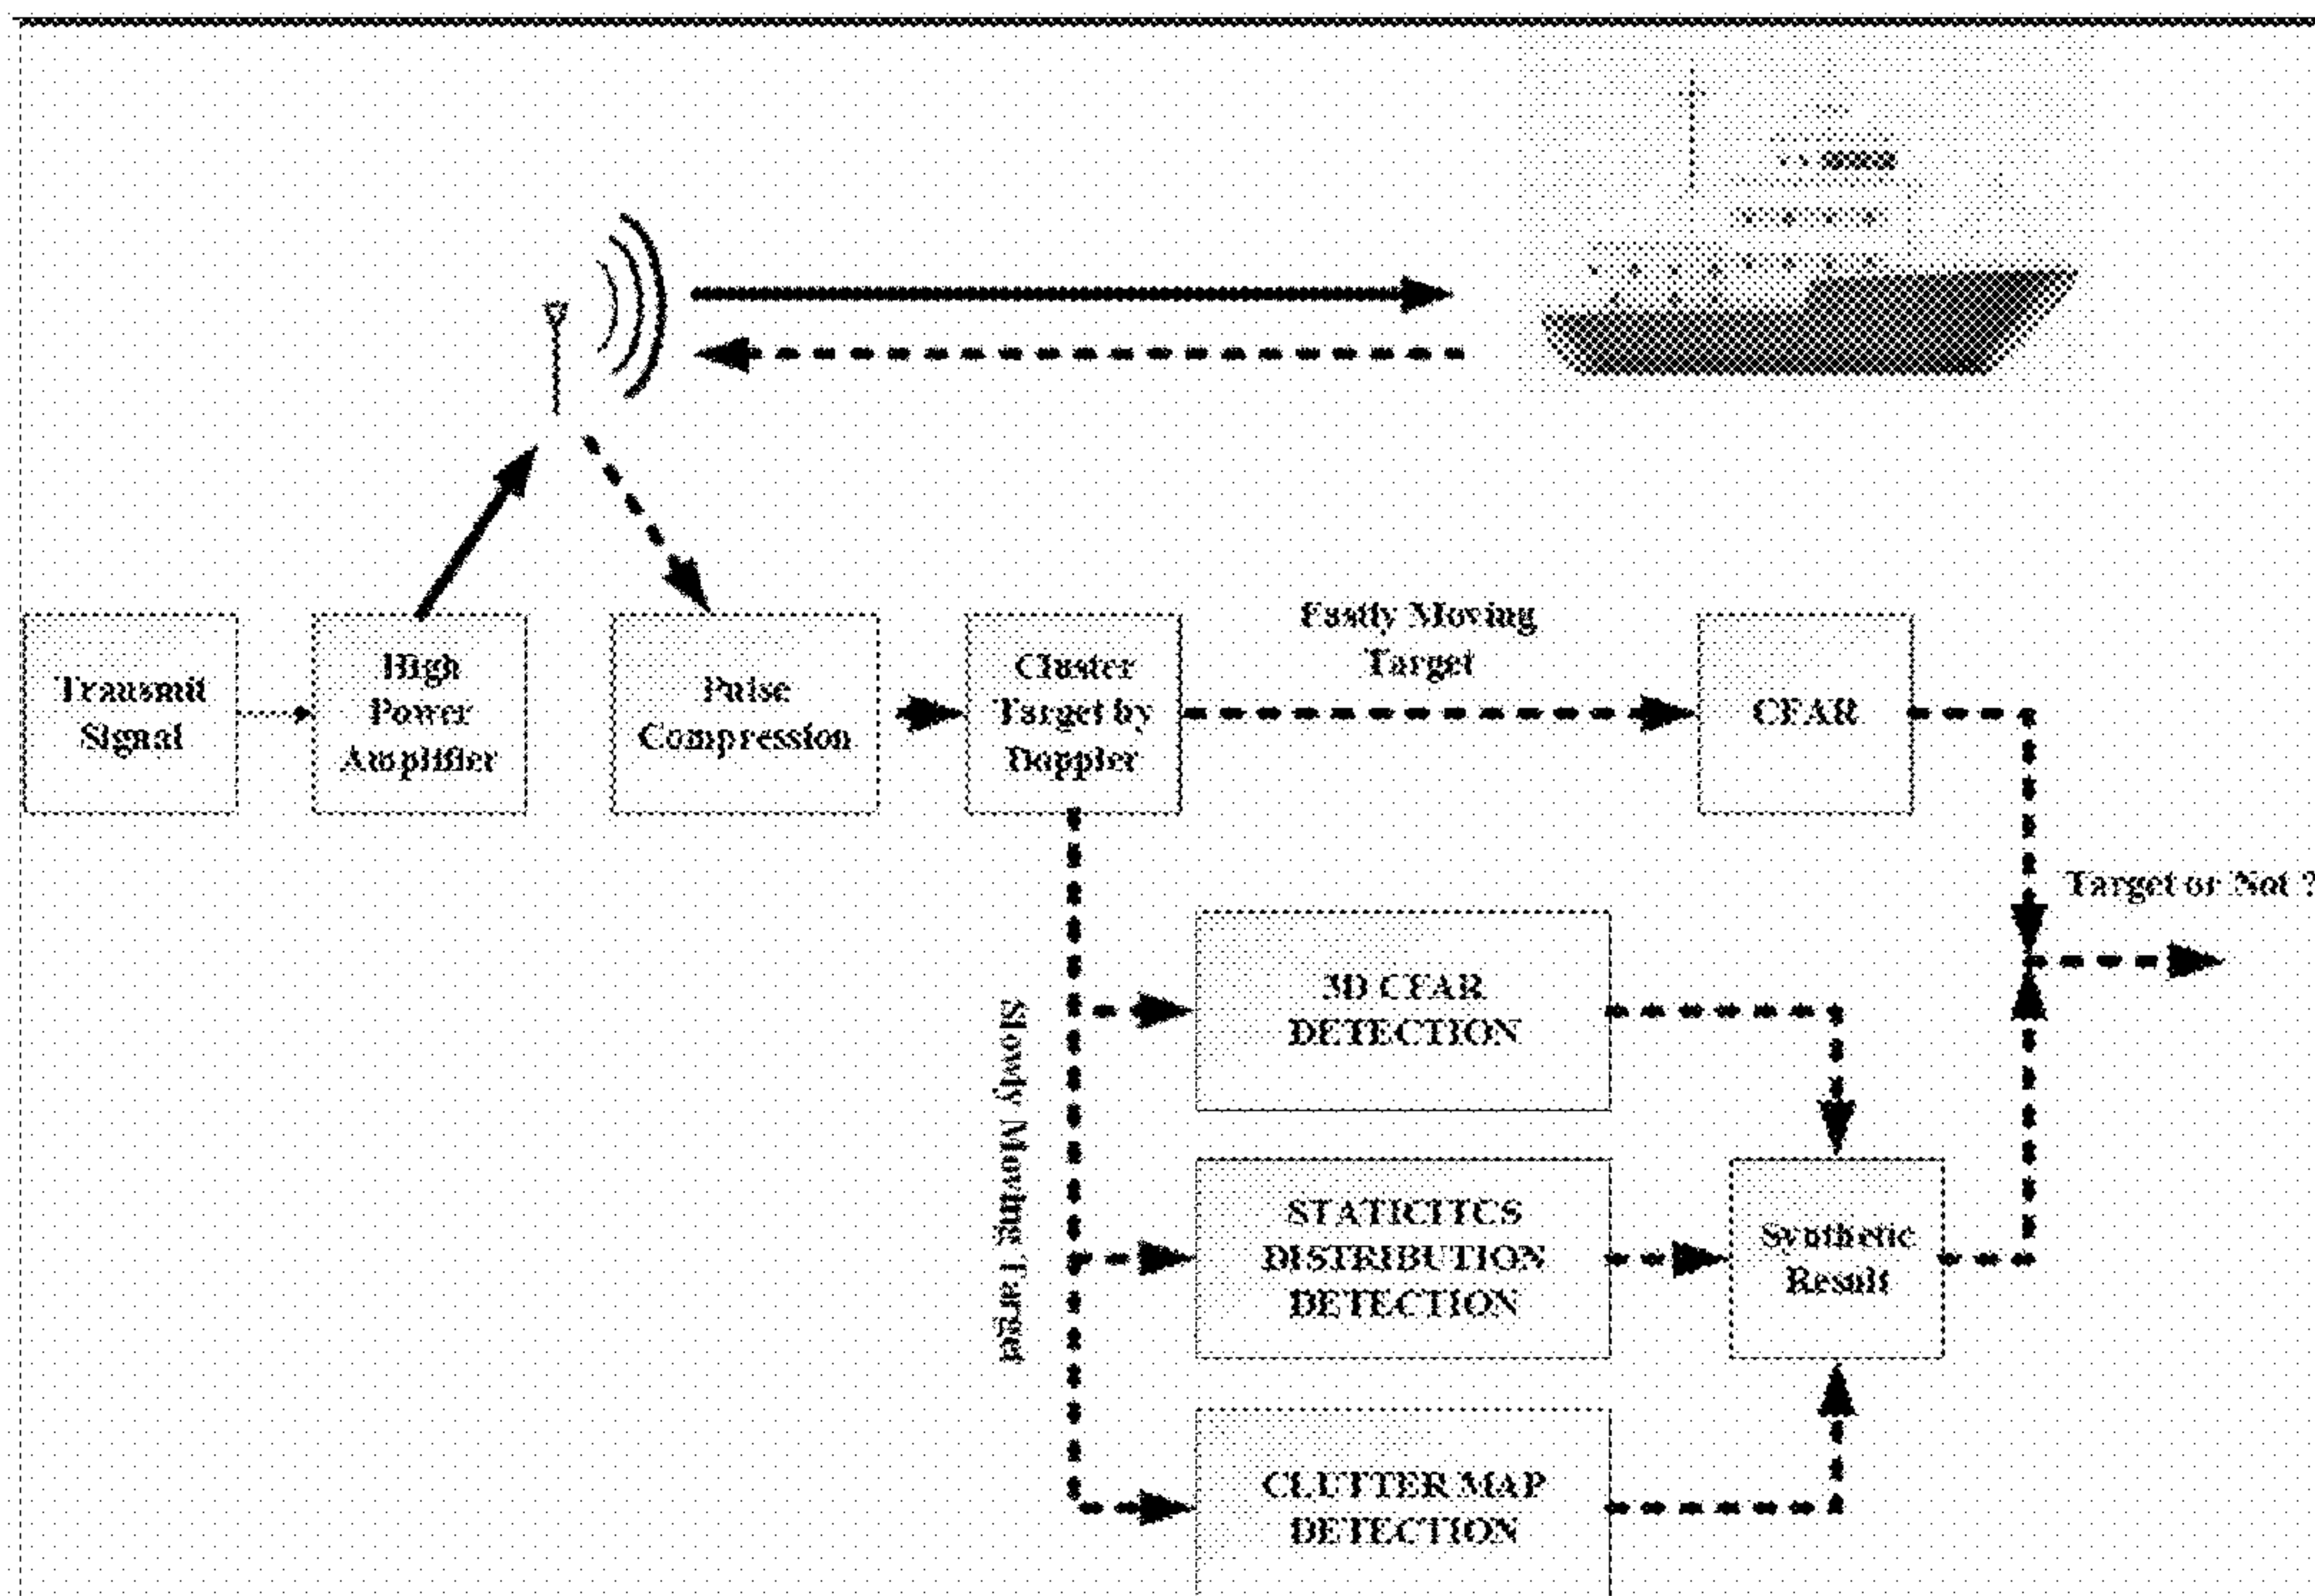 Fastly Moving
Target
Transmit
Signal
High
Power
Amplifier
Pulse
Compression
Cluster
Target by
Doppler
CFAR
Target or Not ?
3D CFAR
DETECTION
Slowly Moving Target
STATICITCS
DISTRIBUTION
DETECTION
Synthetic
Result
CLUTTER MAP
DETECTION